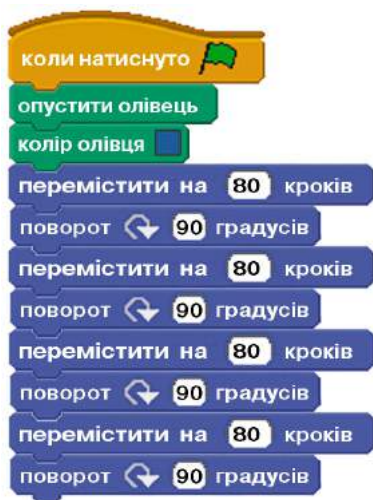 коли натиснуто
опустити олівець
колір олівця
перемістити на 80 кроків
поворот 90 градусів
перемістити на 80 кроків
поворот 90 градусів
перемістити на 80 кроків
поворот 90 градусів
перемістити на 80 кроків
поворот 90 градусів